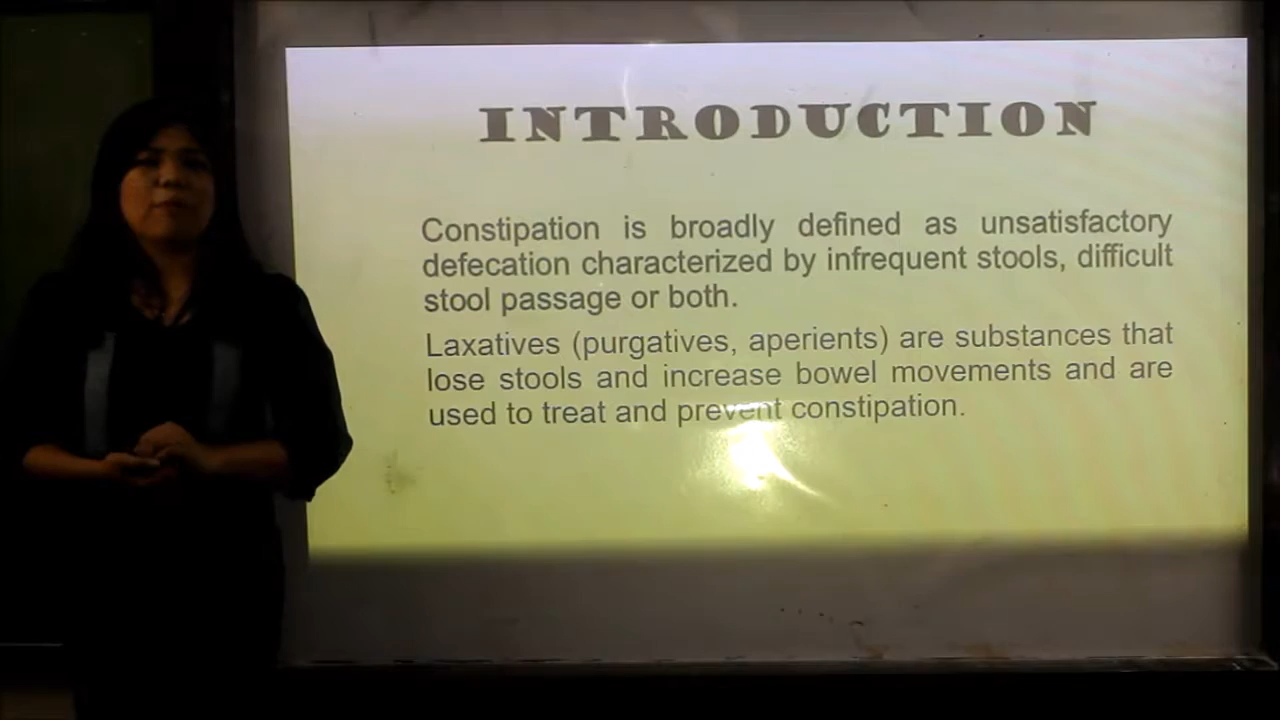 INTRODUCTION
Constipation is broadly defined as unsatisfactory
defecation characterized by infrequent stools, difficult
stool passage or both.
Laxatives (purgatives, aperients) are substances that
lose stools and increase bowel movements and are
used to treat and prevent constipation.